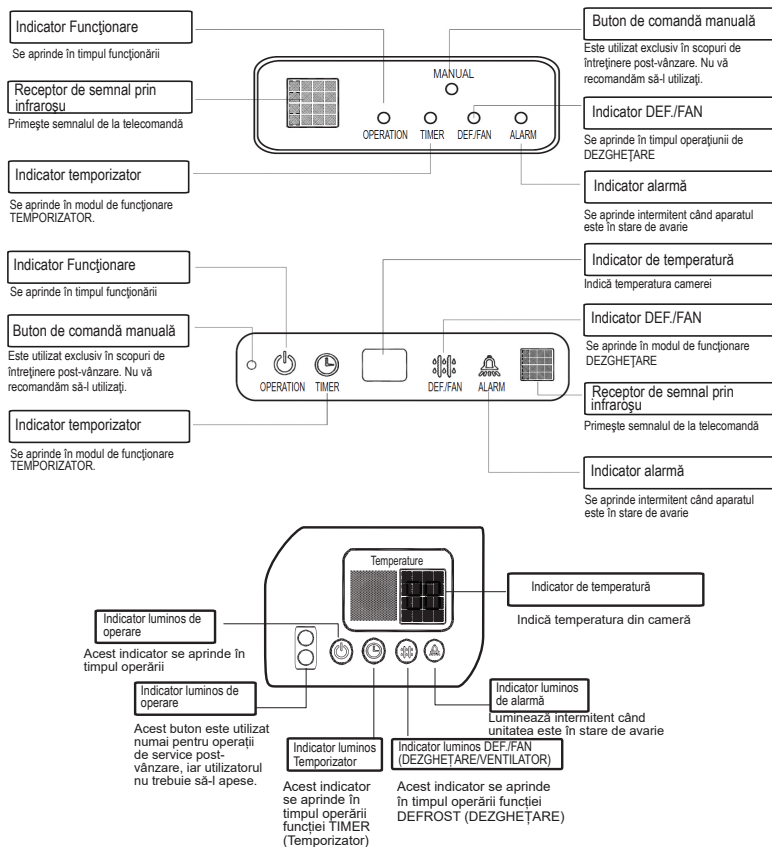 Indicator Funcţionare
Se aprinde în timpul funcţionării
Receptor de semnal prin
infraroşu
Primeşte semnalul de la telecomandă
Indicator temporizator
Se aprinde în modul de funcţionare
TEMPORIZATOR.
MANUAL
OPERATION TIMER DEF./FAN ALARM
Buton de comandă manuală
Este utilizat exclusiv în scopuri de
întreţinere post-vânzare. Nu vă
recomandăm să-l utilizaţi.
Indicator DEF./FAN
Se aprinde în timpul operaţiunii de
DEZGHEŢARE
Indicator alarmă
Se aprinde intermitent când aparatul
este în stare de avarie
Indicator Funcţionare
Se aprinde în timpul funcţionării
Buton de comandă manuală
Este utilizat exclusiv în scopuri de
întreţinere post-vânzare. Nu vă
recomandăm să-l utilizaţi.
Indicator temporizator
Se aprinde în modul de funcţionare
TEMPORIZATOR.
OPERATION TIMER DEF./FAN ALARM
Indicator de temperatură
Indică temperatura camerei
Indicator DEF./FAN
Se aprinde în modul de funcţionare
DEZGHEŢARE
Receptor de semnal prin
infraroşu
Primeşte semnalul de la telecomandă
Indicator alarmă
Se aprinde intermitent când aparatul
este în stare de avarie
Temperature
88
Indicator de temperatură
Indică temperatura din cameră
Indicator luminos de
operare
Acest indicator se aprinde în
timpul operării
Indicator luminos de
operare
Acest buton este utilizat
numai pentru operații
de service post-
vânzare, iar utilizatorul
nu trebuie să-l apese.
Indicator luminos
Temporizator
Acest indicator
se aprinde în
timpul operării
funcției TIMER
(Temporizator)
Indicator luminos DEF./FAN
(DEZGHEȚARE/VENTILATOR)
Acest indicator se aprinde
în timpul operării funcției
DEFROST (DEZGHEȚARE)
Indicator luminos
de alarmă
Luminează intermitent când
unitatea este în stare de avarie